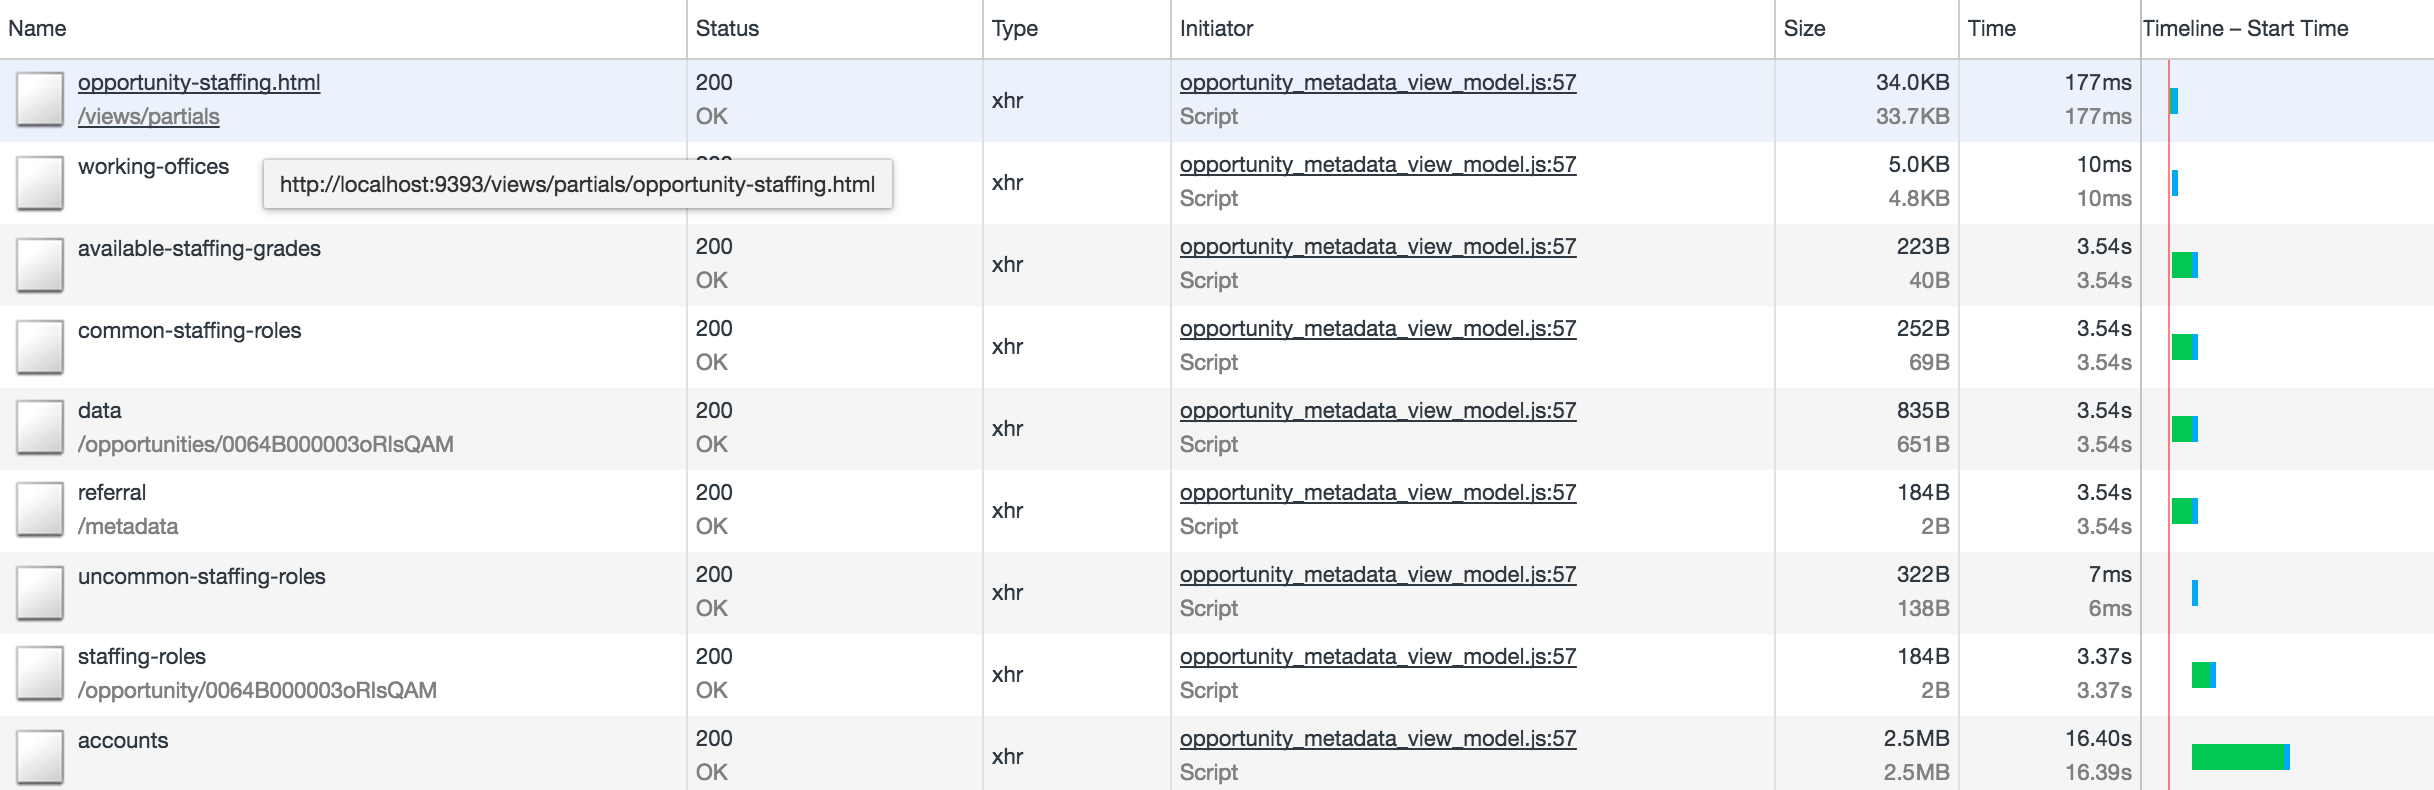 Name Status Type Initiator Size Time Timeline – Start Time
opportunity-staffing.html 200 xhr opportunity_metadata_view_model.js:57 34.0KB 177ms
/views/partials OK Script 33.7KB 177ms
working-offices xhr opportunity_metadata_view_model.js:57 5.0KB 10ms
http://localhost:9393/views/partials/opportunity-staffing.html
Script 4.8KB 10ms
available-staffing-grades 200 xhr opportunity_metadata_view_model.js:57 223B 3.54s
OK Script 40B 3.54s
common-staffing-roles 200 xhr opportunity_metadata_view_model.js:57 252B 3.54s
OK Script 69B 3.54s
data 200 xhr opportunity_metadata_view_model.js:57 835B 3.54s
/opportunities/0064B000003oRlsQAM OK Script 651B 3.54s
referral 200 xhr opportunity_metadata_view_model.js:57 184B 3.54s
/metadata OK Script 2B 3.54s
uncommon-staffing-roles 200 xhr opportunity_metadata_view_model.js:57 322B 7ms
OK Script 138B 6ms
staffing-roles 200 xhr opportunity_metadata_view_model.js:57 184B 3.37s
/opportunity/0064B000003oRlsQAM OK Script 2B 3.37s
accounts 200 xhr opportunity_metadata_view_model.js:57 2.5MB 16.40s
OK Script 2.5MB 16.39s